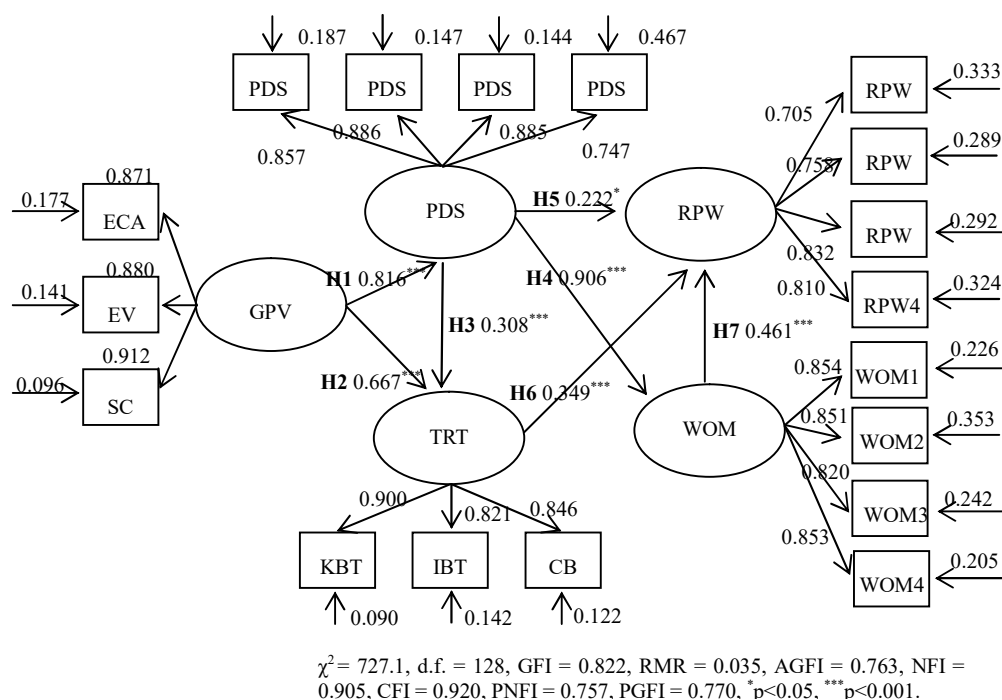 0.187 0.147 0.144 0.467
PDS PDS PDS PDS
0.857 0.886 0.885 0.747
RPW 0.333
0.705
RPW 0.289
0.758
RPW 0.292
0.832
RPW4 0.324
0.810
0.871
0.177 ECA
0.880
0.141 EV
0.912
0.096 SC
GPV
PDS
RPW
TRT
WOM
H5 0.222*
H1 0.816***
H4 0.906***
H3 0.308***
H7 0.461***
H2 0.667***
H6 0.349***
0.854 WOM1 0.226
0.851 WOM2 0.353
0.820 WOM3 0.242
0.853 WOM4 0.205
0.900 0.821 0.846
KBT IBT CB
0.090 0.142 0.122
χ²= 727.1, d.f. = 128, GFI = 0.822, RMR = 0.035, AGFI = 0.763, NFI =
0.905, CFI = 0.920, PNFI = 0.757, PGFI = 0.770, *p<0.05, ***p<0.001.